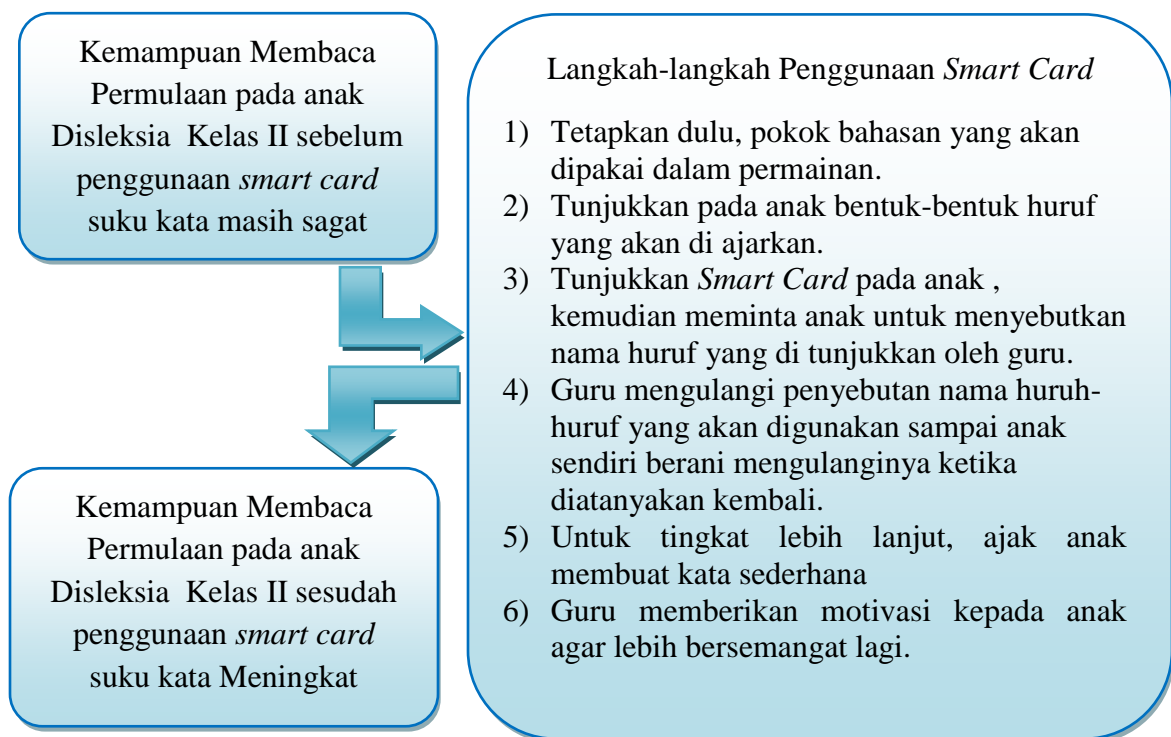 Kemampuan Membaca
Permulaan pada anak
Disleksia Kelas II sebelum
penggunaan smart card
suku kata masih sagat
Langkah-langkah Penggunaan Smart Card
1) Tetapkan dulu, pokok bahasan yang akan
dipakai dalam permainan.
2) Tunjukkan pada anak bentuk-bentuk huruf
yang akan di ajarkan.
3) Tunjukkan Smart Card pada anak ,
kemudian meminta anak untuk menyebutkan
nama huruf yang di tunjukkan oleh guru.
4) Guru mengulangi penyebutan nama huruh-
huruf yang akan digunakan sampai anak
sendiri berani mengulanginya ketika
diatanyakan kembali.
5) Untuk tingkat lebih lanjut, ajak anak
membuat kata sederhana
6) Guru memberikan motivasi kepada anak
agar lebih bersemangat lagi.
Kemampuan Membaca
Permulaan pada anak
Disleksia Kelas II sesudah
penggunaan smart card
suku kata Meningkat